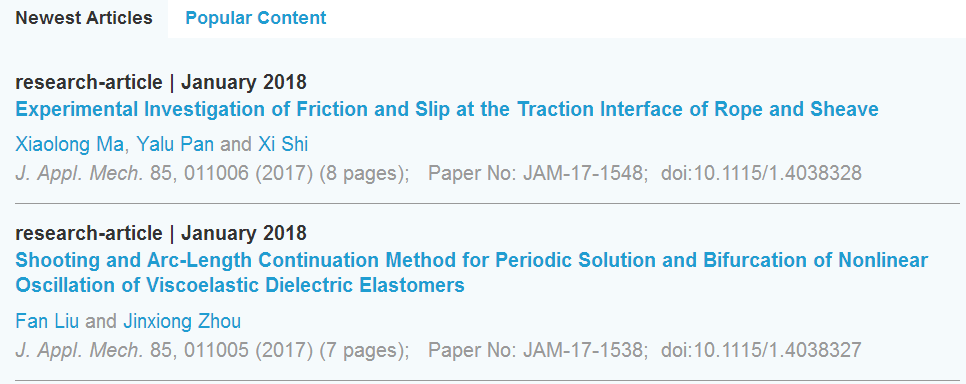 Newest Articles Popular Content
research-article | January 2018
Experimental Investigation of Friction and Slip at the Traction Interface of Rope and Sheave
Xiaolong Ma, Yalu Pan and Xi Shi
J. Appl. Mech. 85, 011006 (2017) (8 pages); Paper No: JAM-17-1548; doi:10.1115/1.4038328
research-article | January 2018
Shooting and Arc-Length Continuation Method for Periodic Solution and Bifurcation of Nonlinear
Oscillation of Viscoelastic Dielectric Elastomers
Fan Liu and Jinxiong Zhou
J. Appl. Mech. 85, 011005 (2017) (7 pages); Paper No: JAM-17-1538; doi:10.1115/1.4038327